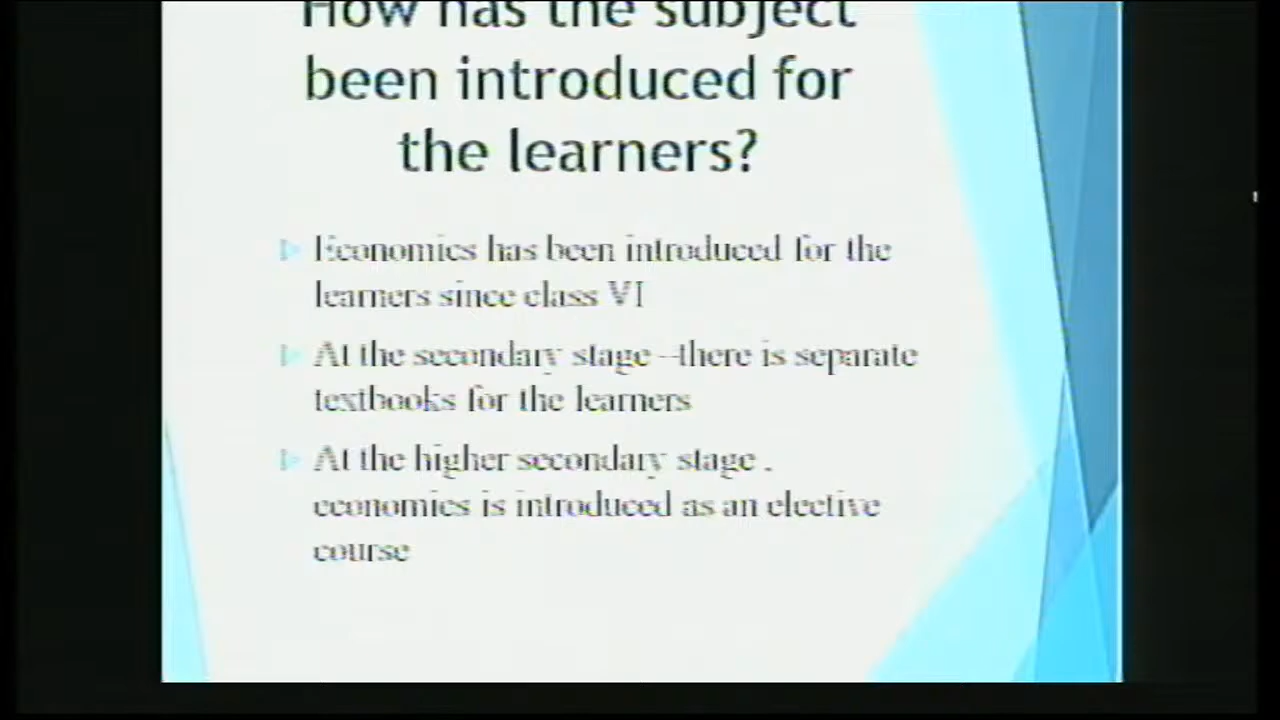 How has the subject
been introduced for
the learners?
Economics has been introduced for the
learners since class VI
At the secondary stage –there is separate
textbooks for the learners
At the higher secondary stage ,
economics is introduced as an elective
course